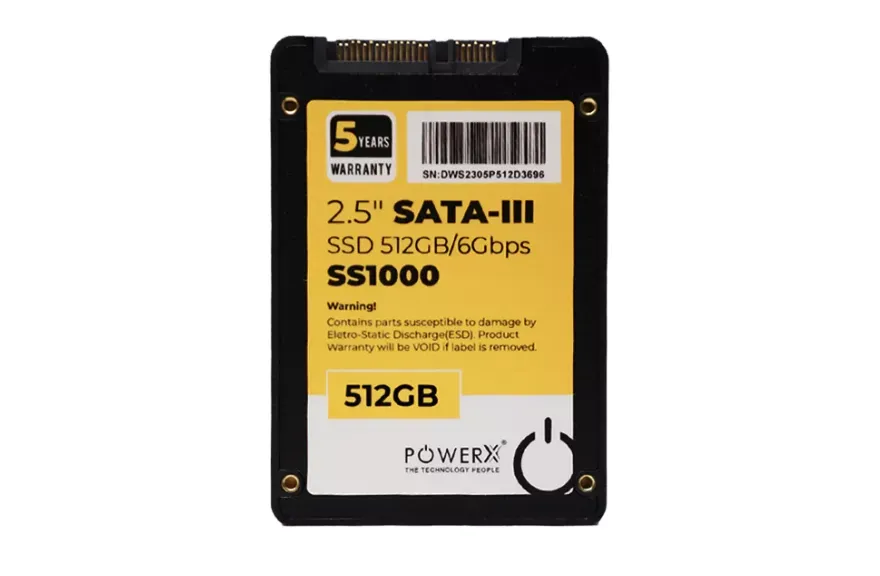 5 YEARS
WARRANTY
SN:DWS2305P512D3696
2.5" SATA-III
SSD 512GB/6Gbps
SS1000
Warning!
Contains parts susceptible to damage by
Eletro-Static Discharge(ESD). Product
Warranty will be VOID if label is removed.
512GB
POWERX®
THE TECHNOLOGY PEOPLE